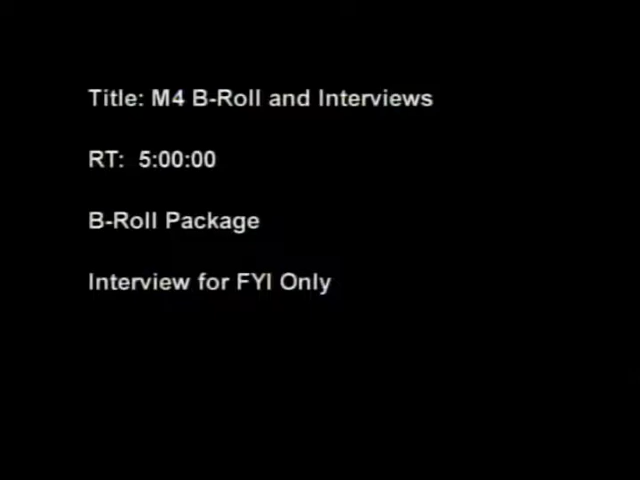 Title: M4 B-Roll and Interviews
RT: 5:00:00
B-Roll Package
Interview for FYI Only